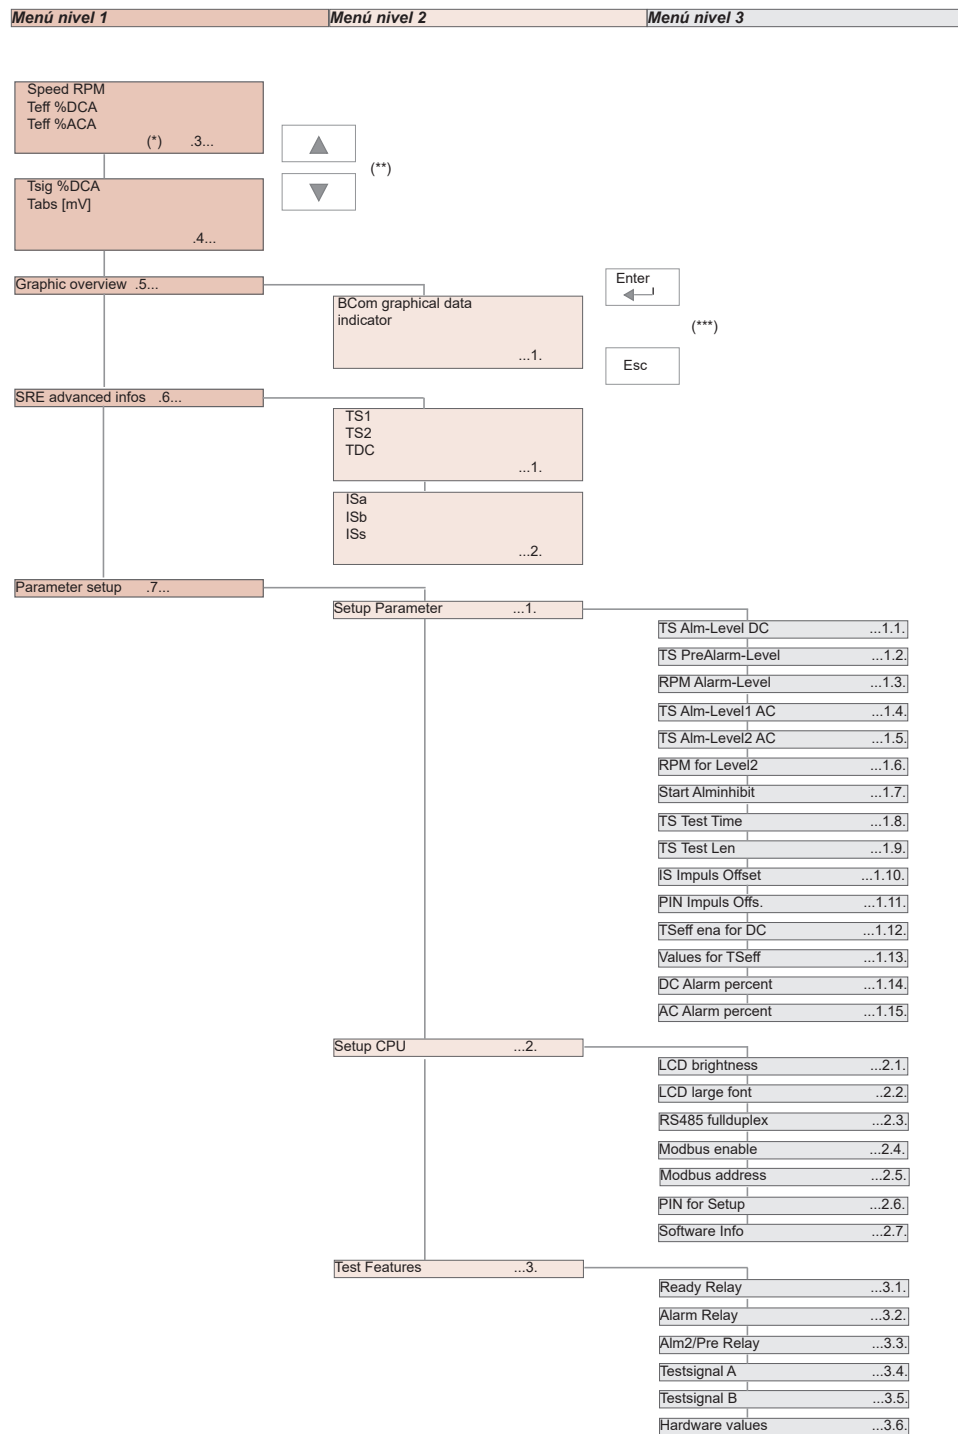 Menú nivel 1
Menú nivel 2
Menú nivel 3
Speed RPM
Teff %DCA
Teff %ACA
(*) .3...
(**)
Tsig %DCA
Tabs [mV]
.4...
Graphic overview .5...
BCom graphical data
indicator
...1.
Enter
(***)
Esc
SRE advanced infos .6...
TS1
TS2
TDC
...1.
ISa
ISb
ISs
...2.
Parameter setup .7...
Setup Parameter ...1.
TS Alm-Level DC ...1.1.
TS PreAlarm-Level ...1.2.
RPM Alarm-Level ...1.3.
TS Alm-Level1 AC ...1.4.
TS Alm-Level2 AC ...1.5.
RPM for Level2 ...1.6.
Start Alminhibit ...1.7.
TS Test Time ...1.8.
TS Test Len ...1.9.
IS Impuls Offset ...1.10.
PIN Impuls Offs. ...1.11.
TSeff ena for DC ...1.12.
Values for TSeff ...1.13.
DC Alarm percent ...1.14.
AC Alarm percent ...1.15.
Setup CPU ...2.
LCD brightness ...2.1.
LCD large font ..2.2.
RS485 fullduplex ...2.3.
Modbus enable ...2.4.
Modbus address ...2.5.
PIN for Setup ...2.6.
Software Info ...2.7.
Test Features ...3.
Ready Relay ...3.1.
Alarm Relay ...3.2.
Alm2/Pre Relay ...3.3.
Testsignal A ...3.4.
Testsignal B ...3.5.
Hardware values ...3.6.